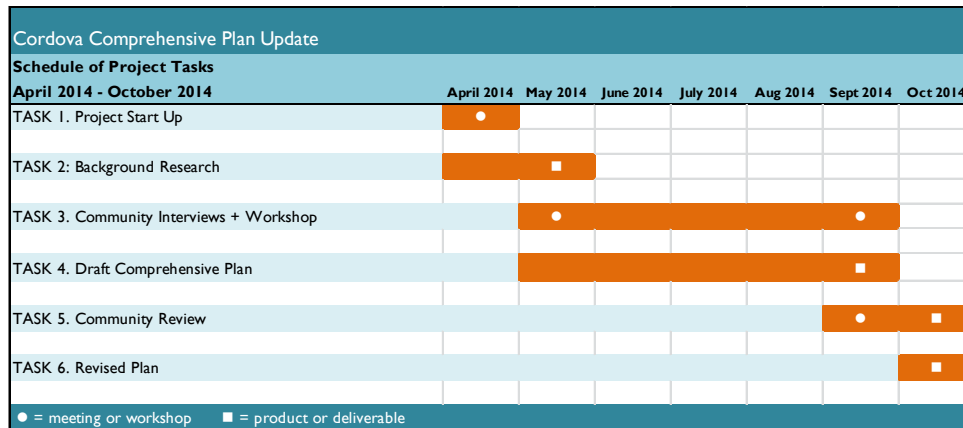 Cordova Comprehensive Plan Update
Schedule of Project Tasks
April 2014 - October 2014 April 2014 May 2014 June 2014 July 2014 Aug 2014 Sept 2014 Oct 2014
TASK 1. Project Start Up
TASK 2: Background Research
TASK 3. Community Interviews + Workshop
TASK 4. Draft Comprehensive Plan
TASK 5. Community Review
TASK 6. Revised Plan
= meeting or workshop = product or deliverable